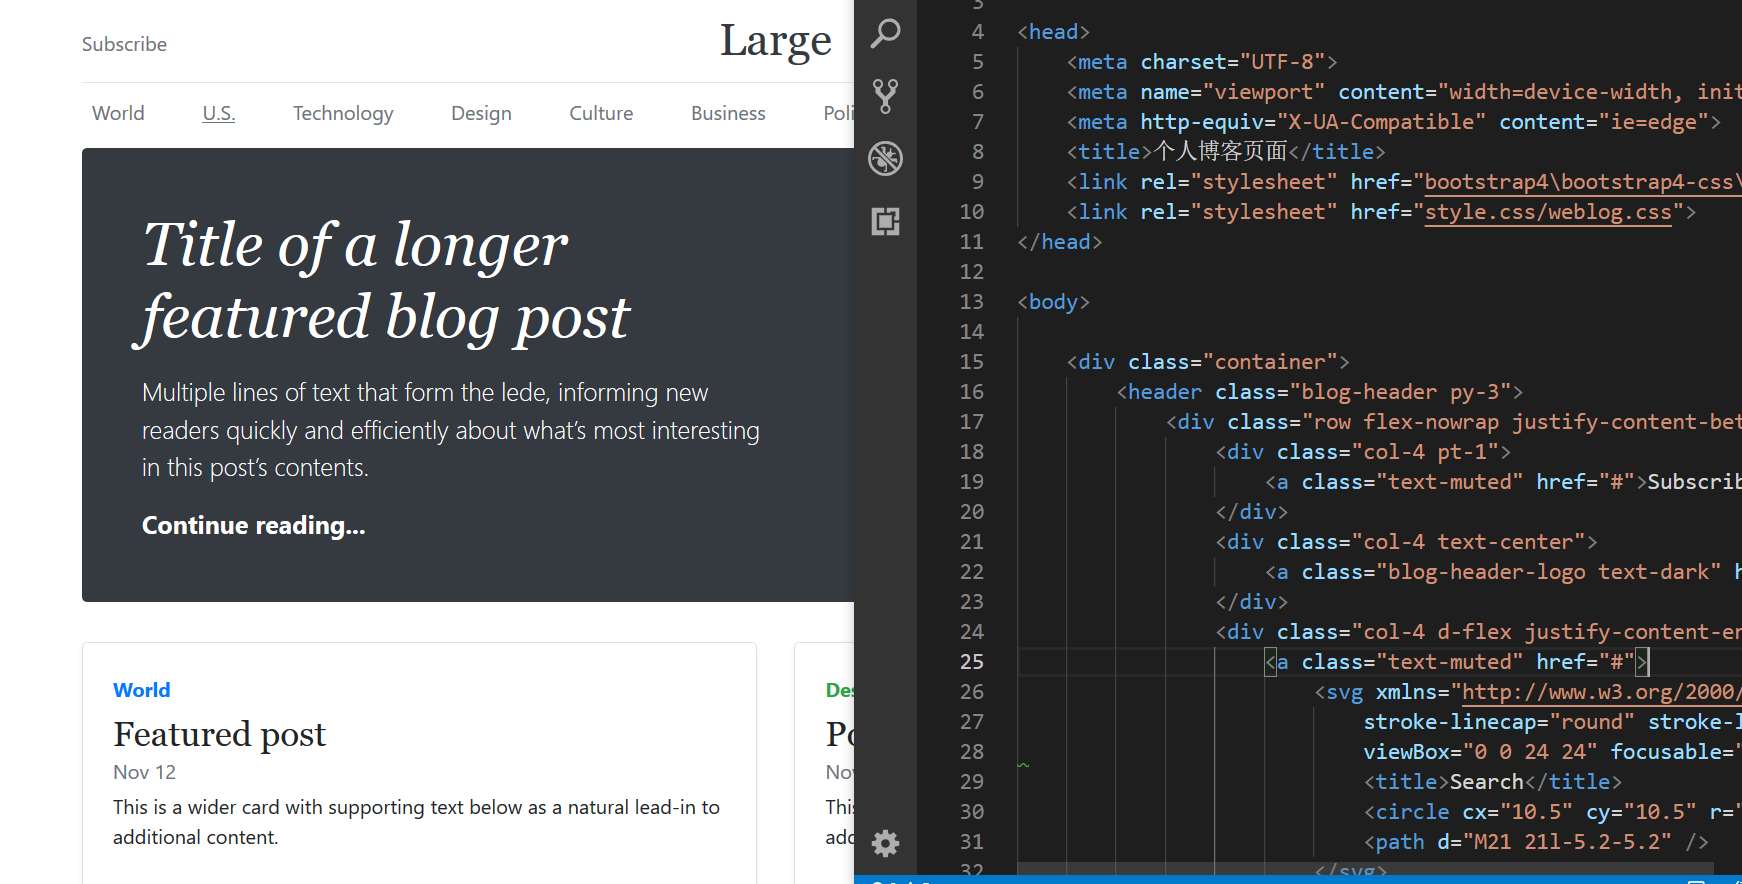 Subscribe
Large
World U.S. Technology Design Culture Business Poli
Title of a longer
featured blog post
Multiple lines of text that form the lede, informing new
readers quickly and efficiently about what’s most interesting
in this post’s contents.
Continue reading...
World
Featured post
Nov 12
This is a wider card with supporting text below as a natural lead-in to
additional content.
Des
Po
Nov
This
add
3
4 <head>
5 <meta charset="UTF-8">
6 <meta name="viewport" content="width=device-width, init
7 <meta http-equiv="X-UA-Compatible" content="ie=edge">
8 <title>个人博客页面</title>
9 <link rel="stylesheet" href="bootstrap4\bootstrap4-css\
10 <link rel="stylesheet" href="style.css/weblog.css">
11 </head>
12
13 <body>
14
15 <div class="container">
16 <header class="blog-header py-3">
17 <div class="row flex-nowrap justify-content-bet
18 <div class="col-4 pt-1">
19 <a class="text-muted" href="#">Subscrib
20 </div>
21 <div class="col-4 text-center">
22 <a class="blog-header-logo text-dark" h
23 </div>
24 <div class="col-4 d-flex justify-content-en
25 <a class="text-muted" href="#">
26 <svg xmlns="http://www.w3.org/2000/
27 stroke-linecap="round" stroke-l
28 viewBox="0 0 24 24" focusable="
29 <title>Search</title>
30 <circle cx="10.5" cy="10.5" r="
31 <path d="M21 21l-5.2-5.2" />
32 </svg>